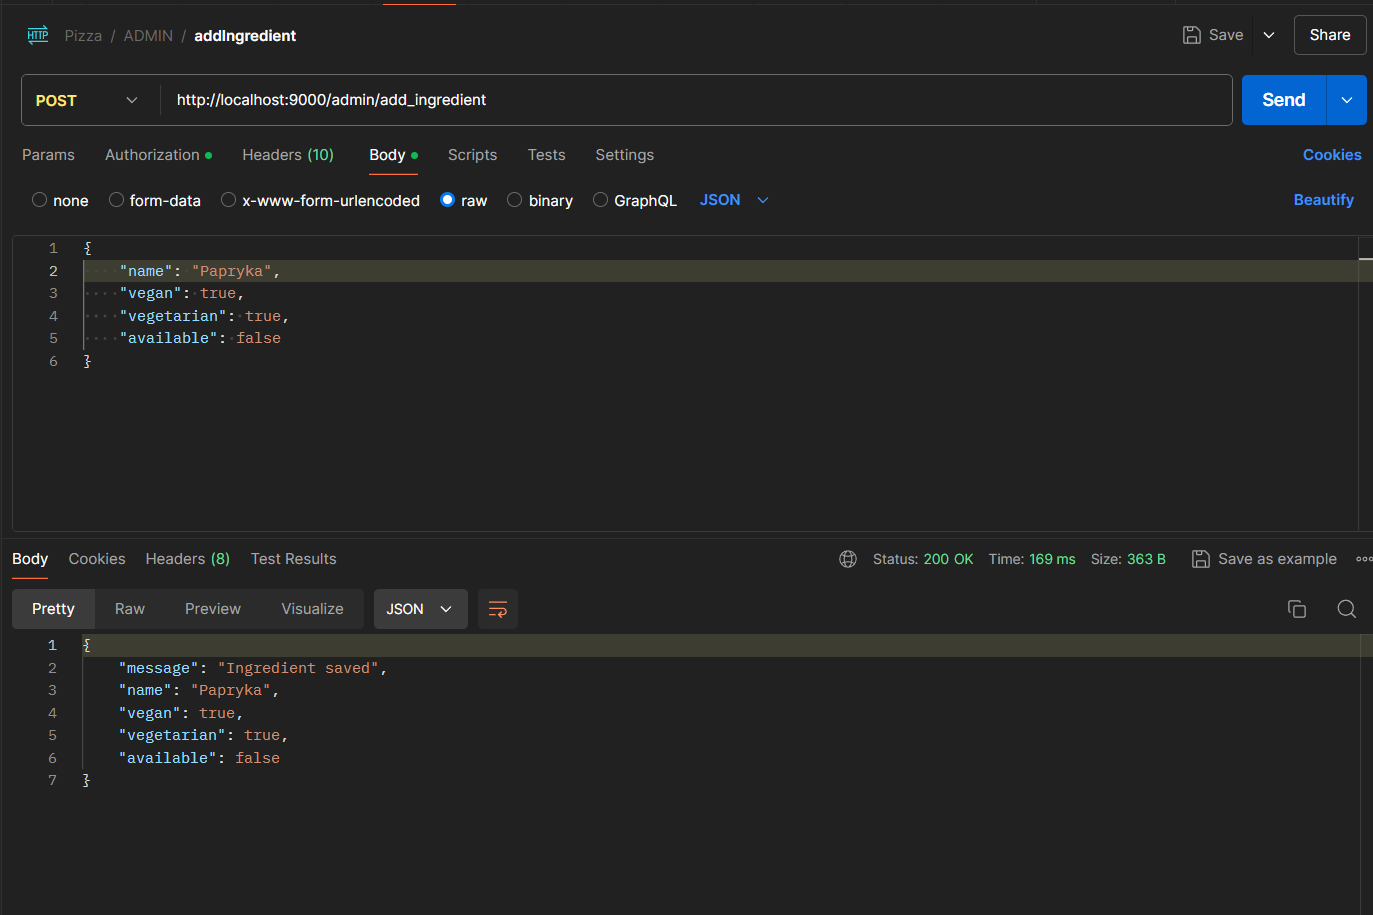 HTTP Pizza / ADMIN / addIngredient Save Share
POST http://localhost:9000/admin/add_ingredient Send
Params Authorization Headers (10) Body Scripts Tests Settings Cookies
none form-data x-www-form-urlencoded raw binary GraphQL JSON Beautify
1 {
2 "name": "Papryka",
3 "vegan": true,
4 "vegetarian": true,
5 "available": false
6 }
Body Cookies Headers (8) Test Results Status: 200 OK Time: 169 ms Size: 363 B Save as example
Pretty Raw Preview Visualize JSON
1 {
2 "message": "Ingredient saved",
3 "name": "Papryka",
4 "vegan": true,
5 "vegetarian": true,
6 "available": false
7 }